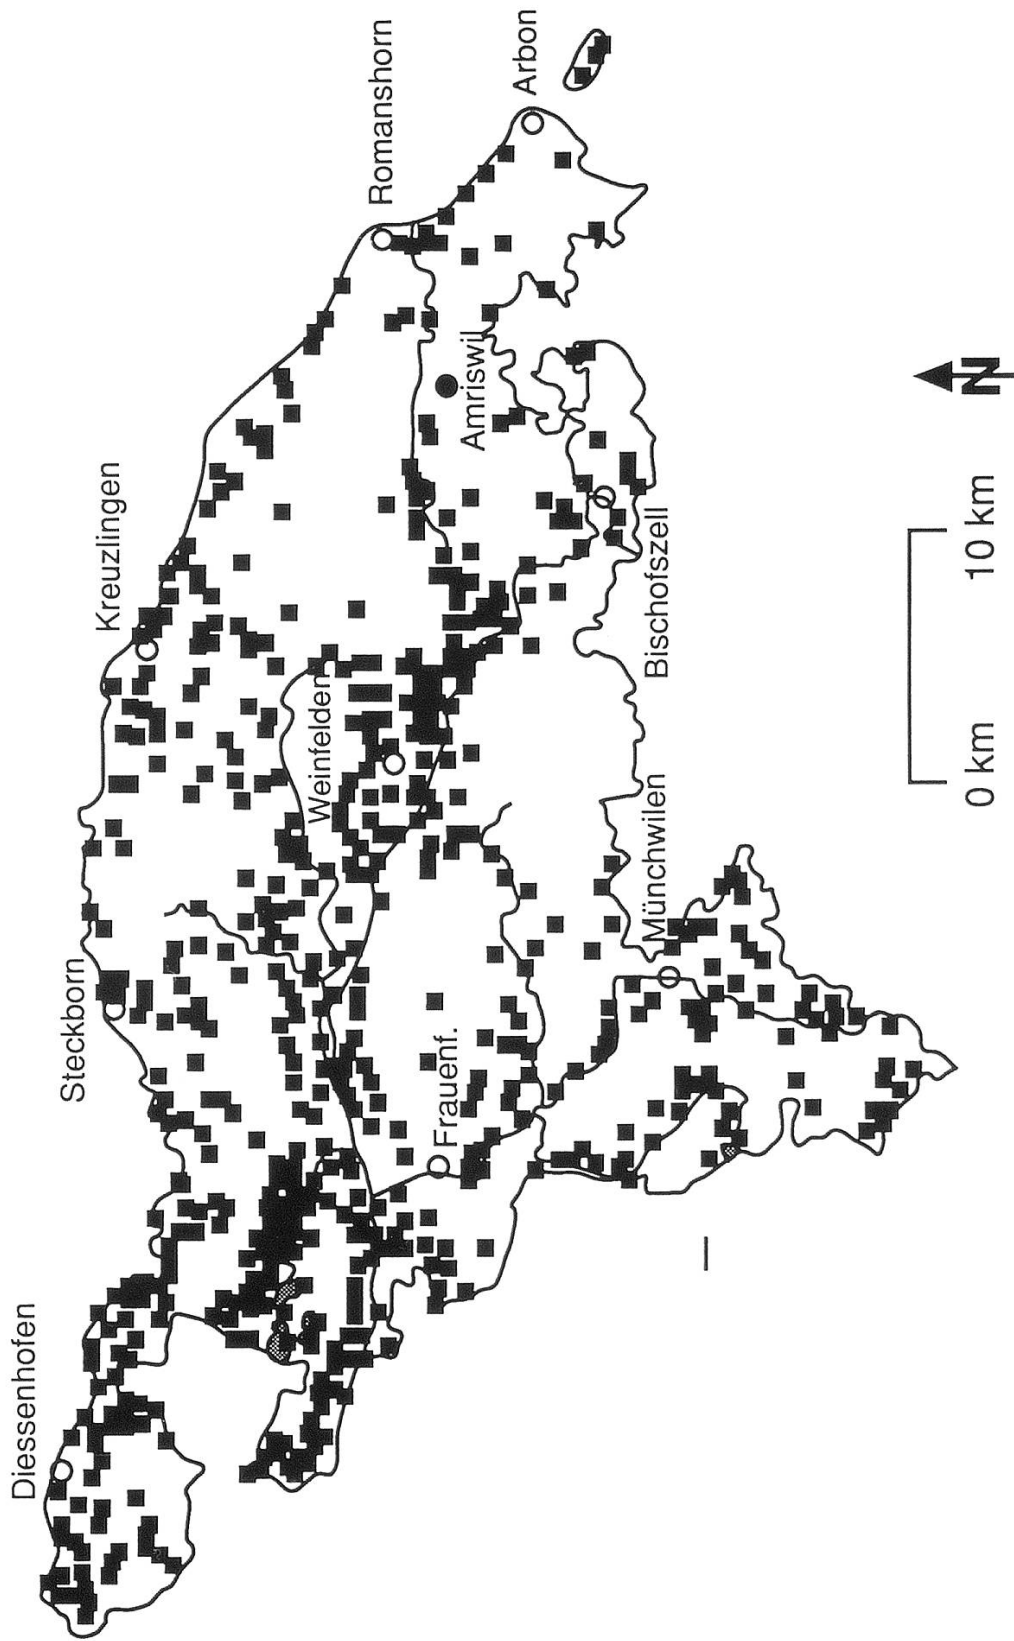 Diessenhofen
Steckborn
Kreuzlingen
Romanshorn
Arbon
Frauenf.
Weinfelden
Amriswil
Münchwilen
Bischofszell
0 km
10 km
N